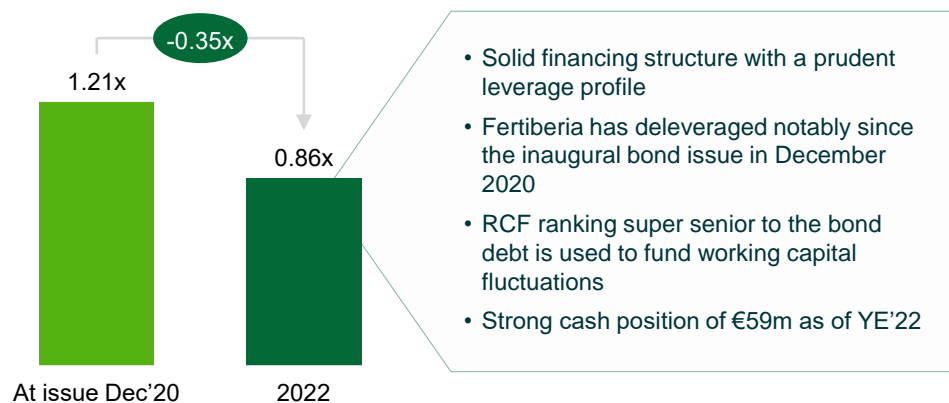 -0.35x
1.21x
0.86x
At issue Dec’20
2022
• Solid financing structure with a prudent
leverage profile
• Fertiberia has deleveraged notably since
the inaugural bond issue in December
2020
• RCF ranking super senior to the bond
debt is used to fund working capital
fluctuations
• Strong cash position of €59m as of YE’22